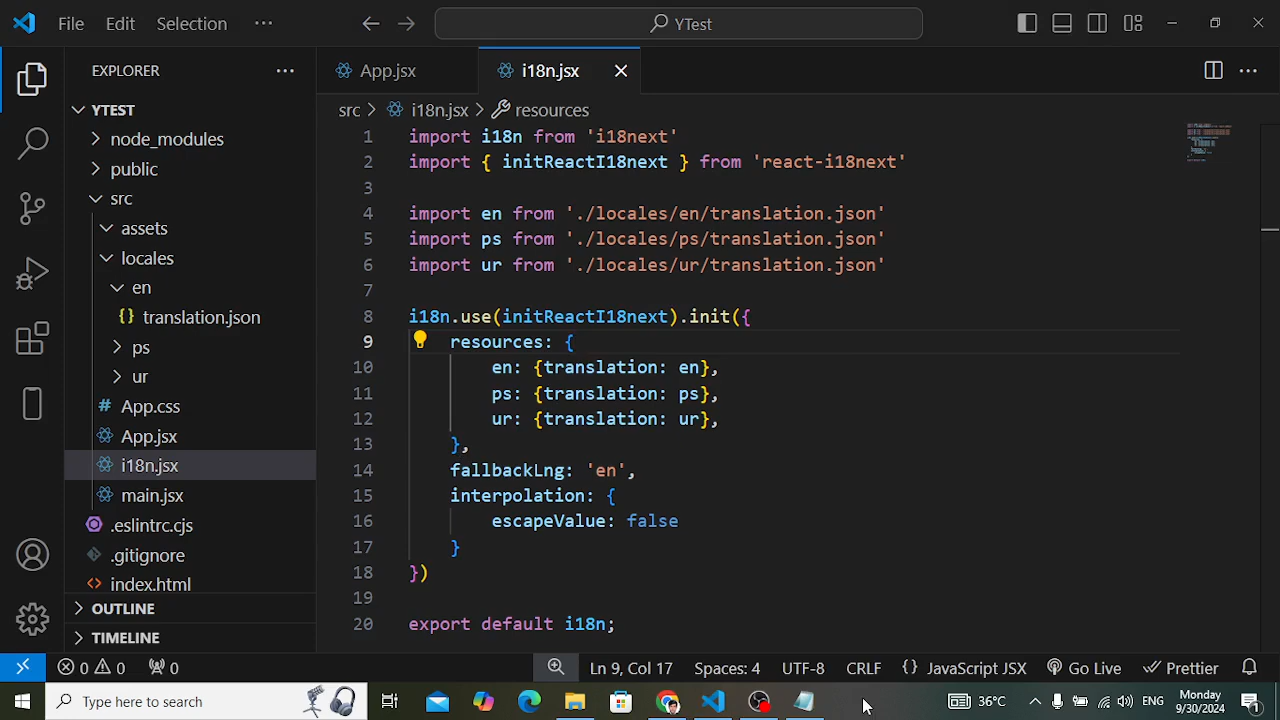 File Edit Selection ··· YTest
EXPLORER ···
YTEST
node_modules
public
src
assets
locales
en
{} translation.json
ps
ur
# App.css
App.jsx
i18n.jsx
main.jsx
.eslintrc.cjs
.gitignore
<> index.html
OUTLINE
TIMELINE
App.jsx i18n.jsx
src > i18n.jsx > resources
1 import i18n from 'i18next'
2 import { initReactI18next } from 'react-i18next'
3
4 import en from './locales/en/translation.json'
5 import ps from './locales/ps/translation.json'
6 import ur from './locales/ur/translation.json'
7
8 i18n.use(initReactI18next).init({
9 resources: {
10 en: {translation: en},
11 ps: {translation: ps},
12 ur: {translation: ur},
13 },
14 fallbackLng: 'en',
15 interpolation: {
16 escapeValue: false
17 }
18 })
19
20 export default i18n;
0 0 0 Ln 9, Col 17 Spaces: 4 UTF-8 CRLF {} JavaScript JSX Go Live Prettier
Type here to search 36°C ENG Monday 9/30/2024 1